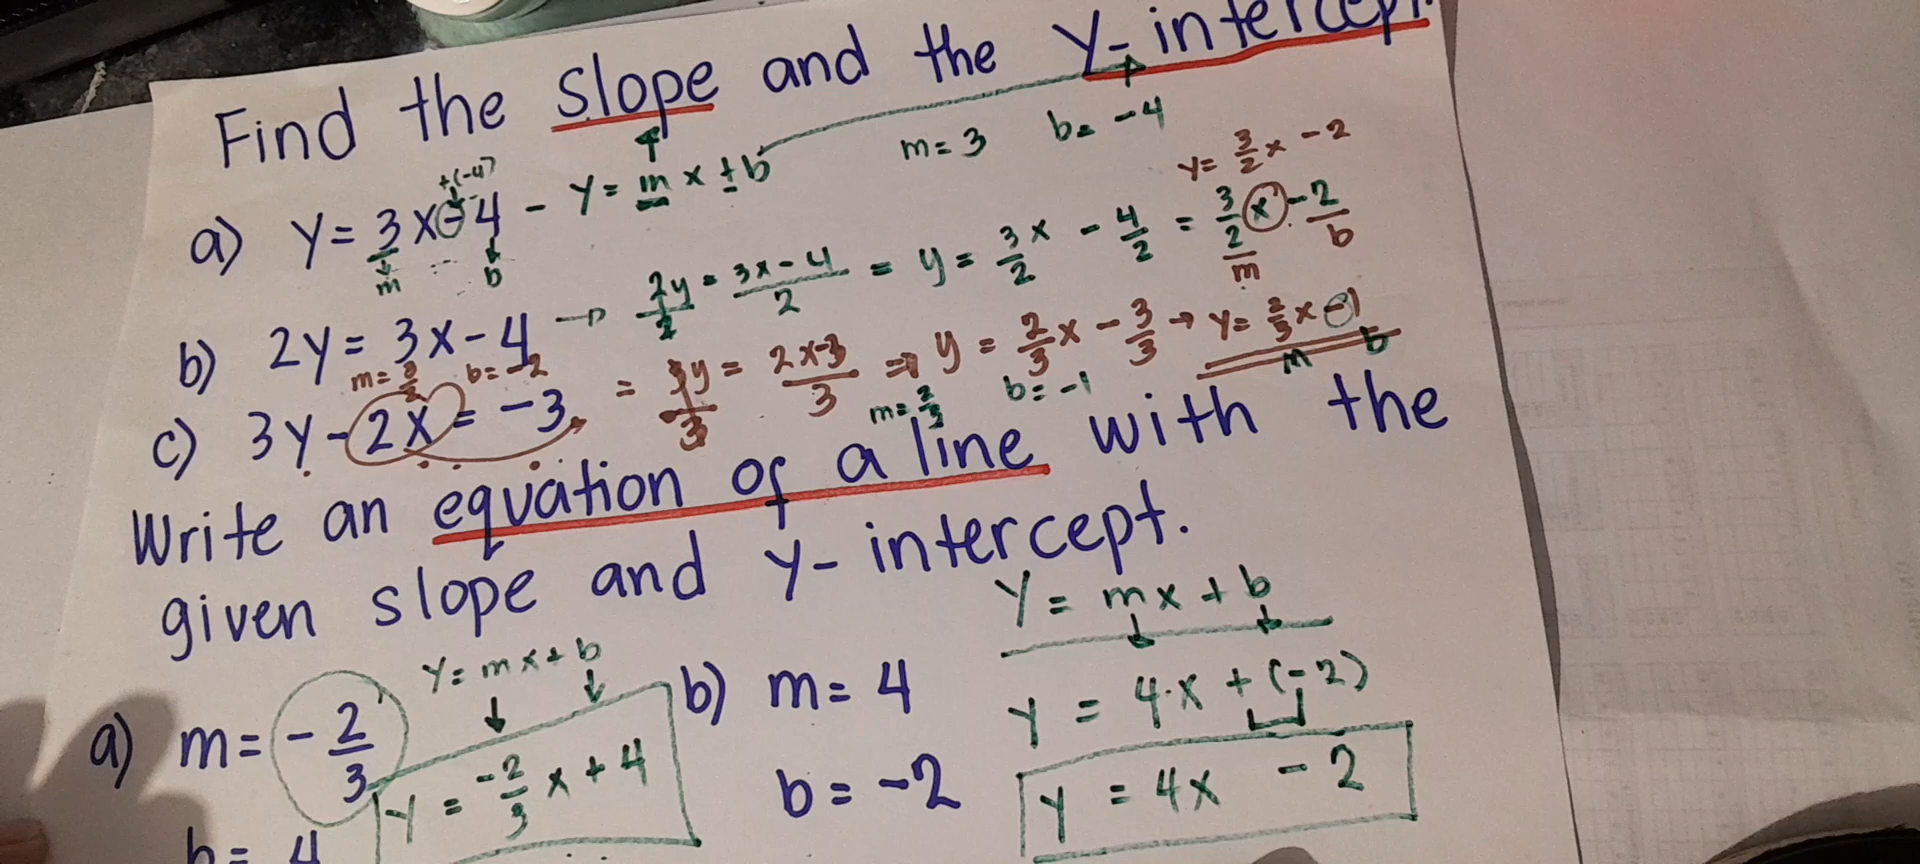 Find the slope and the Y-intercept.
m = 3 b = -4
+(-4)
a) Y = 3x - 4 - Y = m x + b
m b
y = 3/2 x - 2
b) 2Y = 3x - 4 → 2y/2 = 3x - 4/2 = y = 3x/2 - 4/2 = 3/2 x - 2
m b
m = 3/2 b = -2
c) 3Y - 2x = -3 = 3y/3 = 2x-3/3 ⇒ y = 2/3 x - 3/3 → y = 2/3 x - 1
m b
m = 2/3 b = -1
Write an equation of a line with the
given slope and y-intercept.
a) m = -2/3
b = 4
Y = mx + b
Y = -2/3 x + 4
b) m = 4
b = -2
Y = mx + b
Y = 4·x + (-2)
Y = 4x - 2